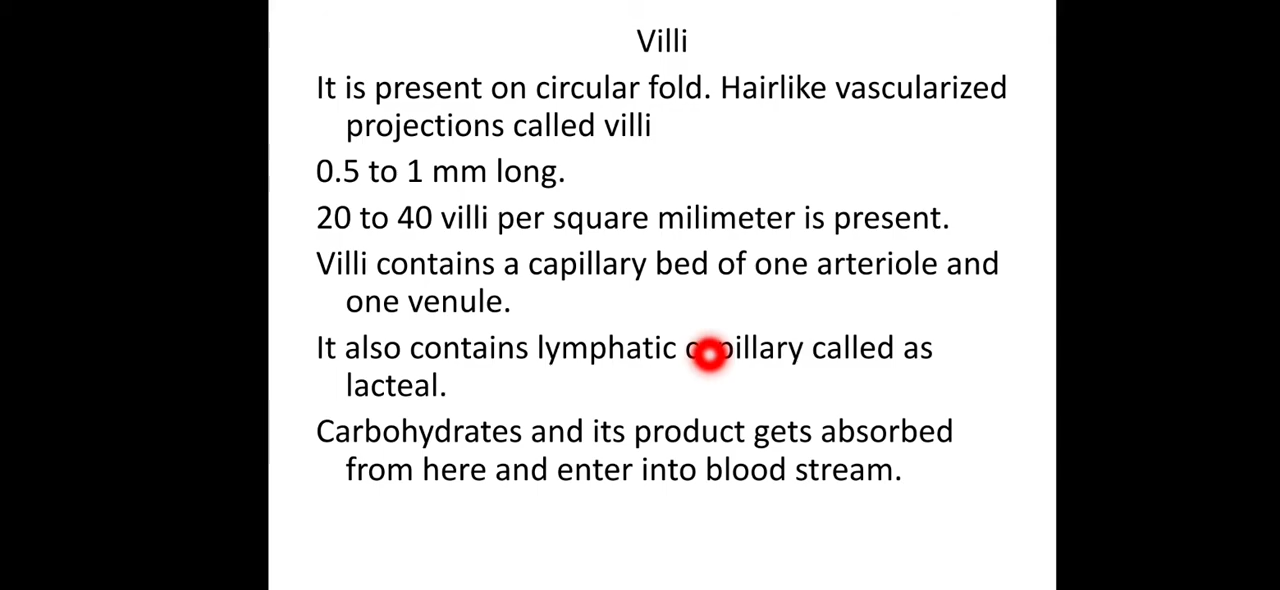 Villi
It is present on circular fold. Hairlike vascularized
projections called villi
0.5 to 1 mm long.
20 to 40 villi per square milimeter is present.
Villi contains a capillary bed of one arteriole and
one venule.
It also contains lymphatic capillary called as
lacteal.
Carbohydrates and its product gets absorbed
from here and enter into blood stream.